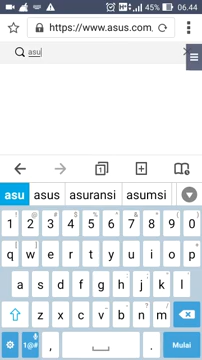 45% 06.44
https://www.asus.com,
asu
1
asu asus asuransi asumsi
1 2 3 4 5 6 7 8 9 0
q w e r t y u i o p
a s d f g h j k l
z x c v b n m
1@# , . Mulai